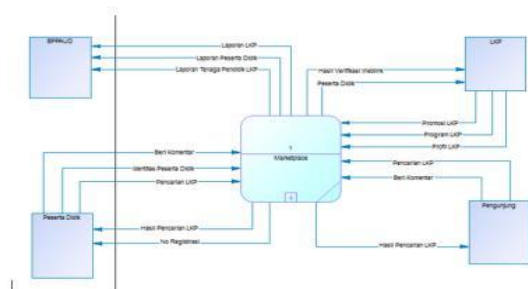 BPPAUD
LKP
Laporan LKP
Laporan Peserta Didik
Laporan Tenaga Pendidik LKP
Hasil Verifikasi Weblink
Peserta Didik
Promosi LKP
Program LKP
Profil LKP
1
Marketplace
Beri Komentar
Identitas Peserta Didik
Pencarian LKP
Pencarian LKP
Beri Komentar
Peserta Didik
Pengunjung
Hasil Pencarian LKP
No Registrasi
Hasil Pencarian LKP